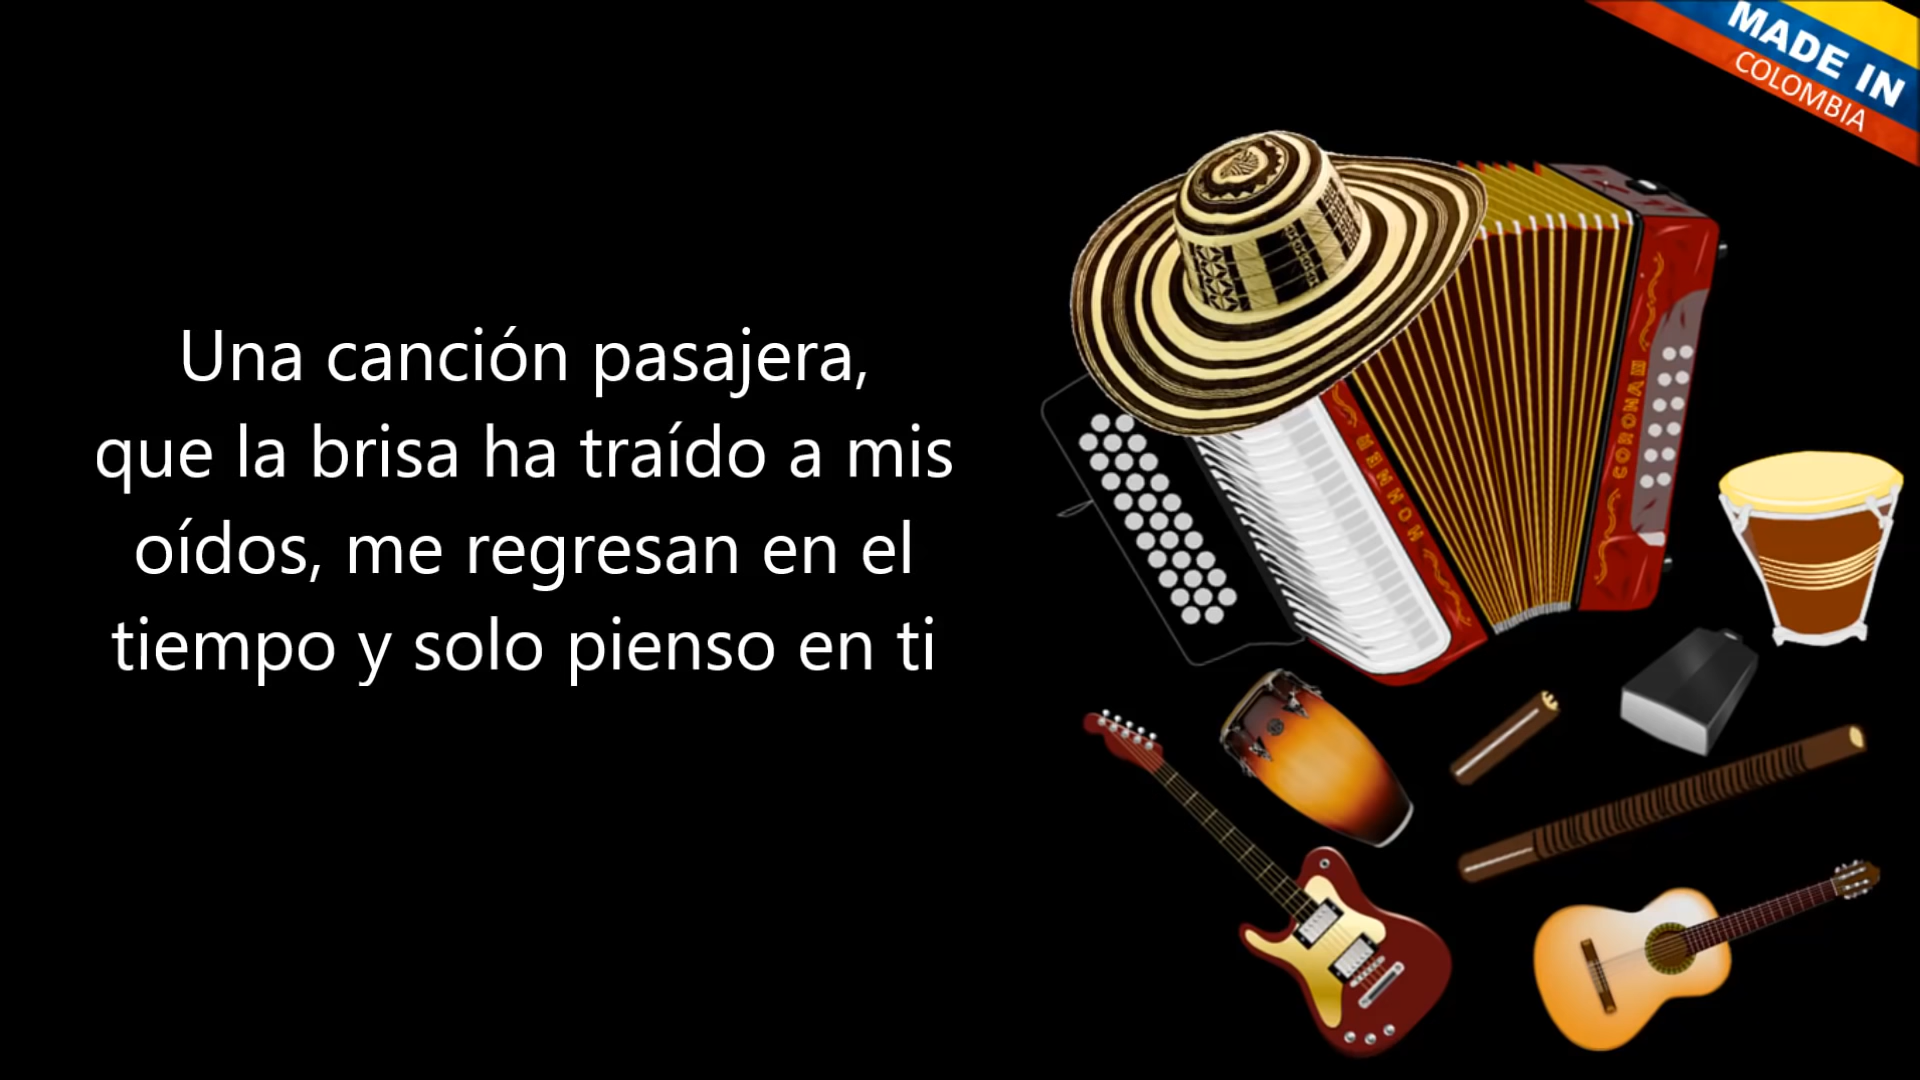 MADE IN
COLOMBIA
Una canción pasajera,
que la brisa ha traído a mis
oídos, me regresan en el
tiempo y solo pienso en ti
HOHNER
CORONA III